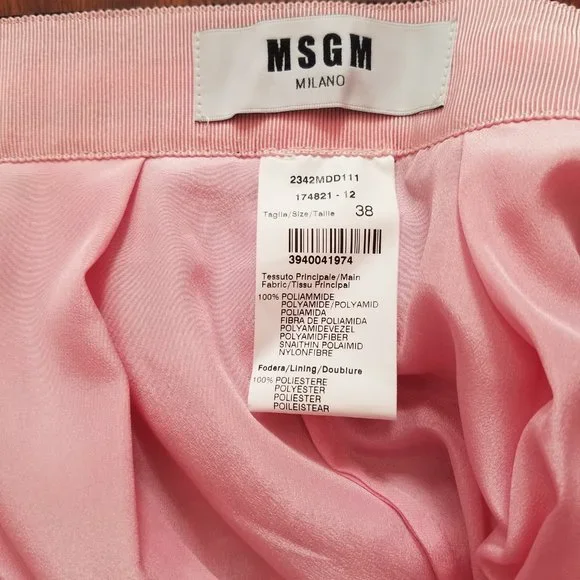 MSGM
MILANO
2342MDD111
174821 - 12
Taglia/Size/Taille 38
3940041974
Tessuto Principale/Main
Fabric/Tissu Principal
100% POLIAMMIDE
POLYAMIDE/POLYAMID
POLIAMIDA
FIBRA DE POLIAMIDA
POLYAMIDEVEZEL
POLYAMIDFIBER
SNAITHIN POLAIMID
NYLONFIBRE
Fodera/Lining/Doublure
100% POLIESTERE
POLYESTER
POLIESTER
POILEISTEAR